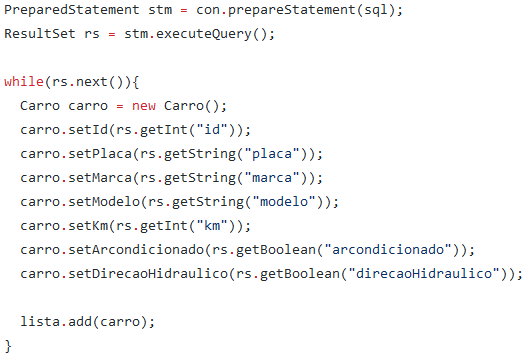 PreparedStatement stm = con.prepareStatement(sql);
ResultSet rs = stm.executeQuery();

while(rs.next()){
  Carro carro = new Carro();
  carro.setId(rs.getInt("id"));
  carro.setPlaca(rs.getString("placa"));
  carro.setMarca(rs.getString("marca"));
  carro.setModelo(rs.getString("modelo"));
  carro.setKm(rs.getInt("km"));
  carro.setArcondicionado(rs.getBoolean("arcondicionado"));
  carro.setDirecaoHidraulico(rs.getBoolean("direcaoHidraulico"));

  lista.add(carro);
}